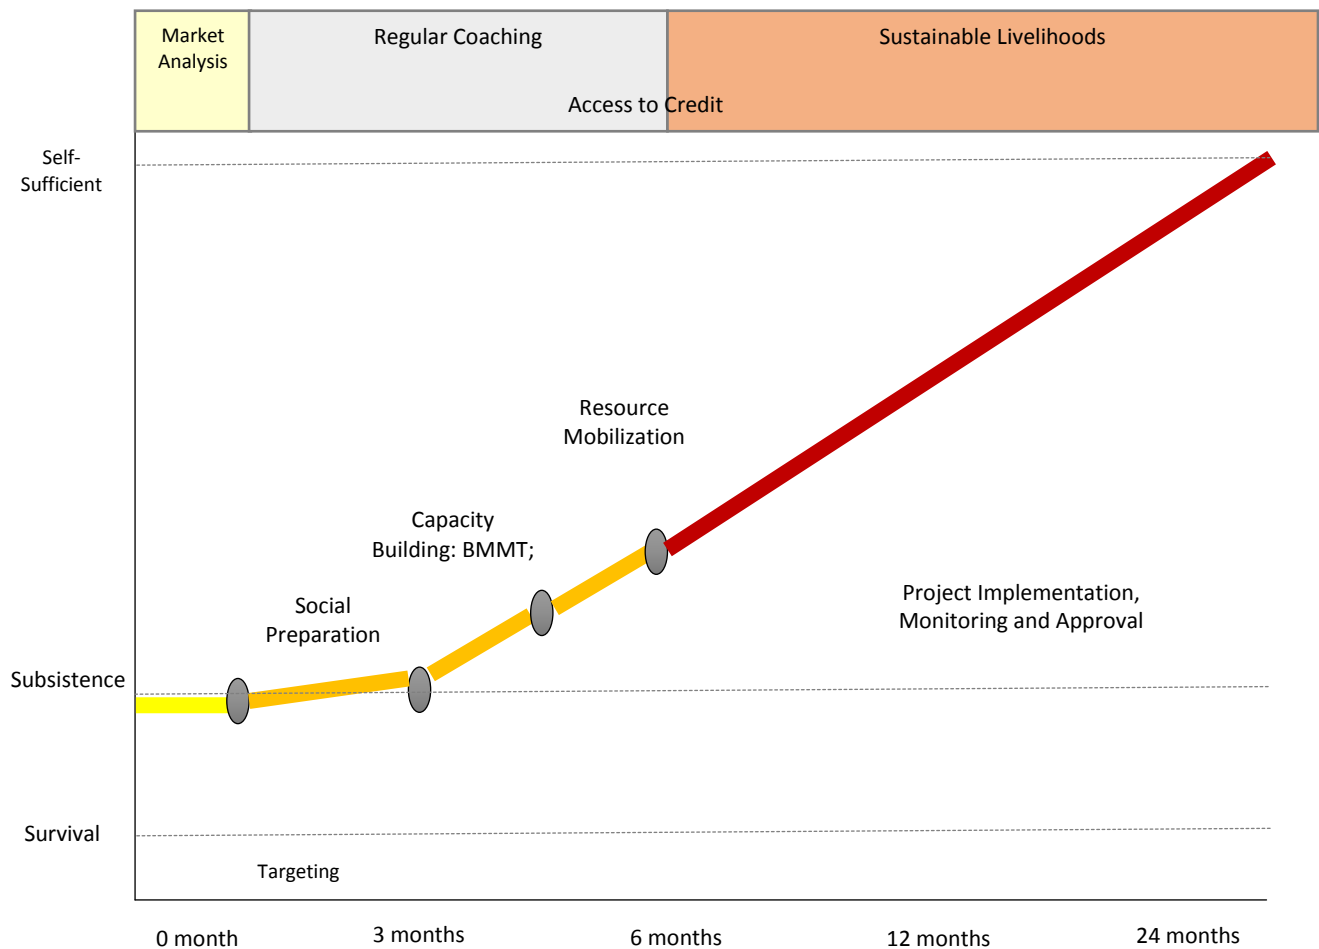 Market
Analysis
Regular Coaching
Sustainable Livelihoods
Access to Credit
Self-
Sufficient
Resource
Mobilization
Capacity
Building: BMMT;
Social
Preparation
Project Implementation,
Monitoring and Approval
Subsistence
Survival
Targeting
0 month
3 months
6 months
12 months
24 months